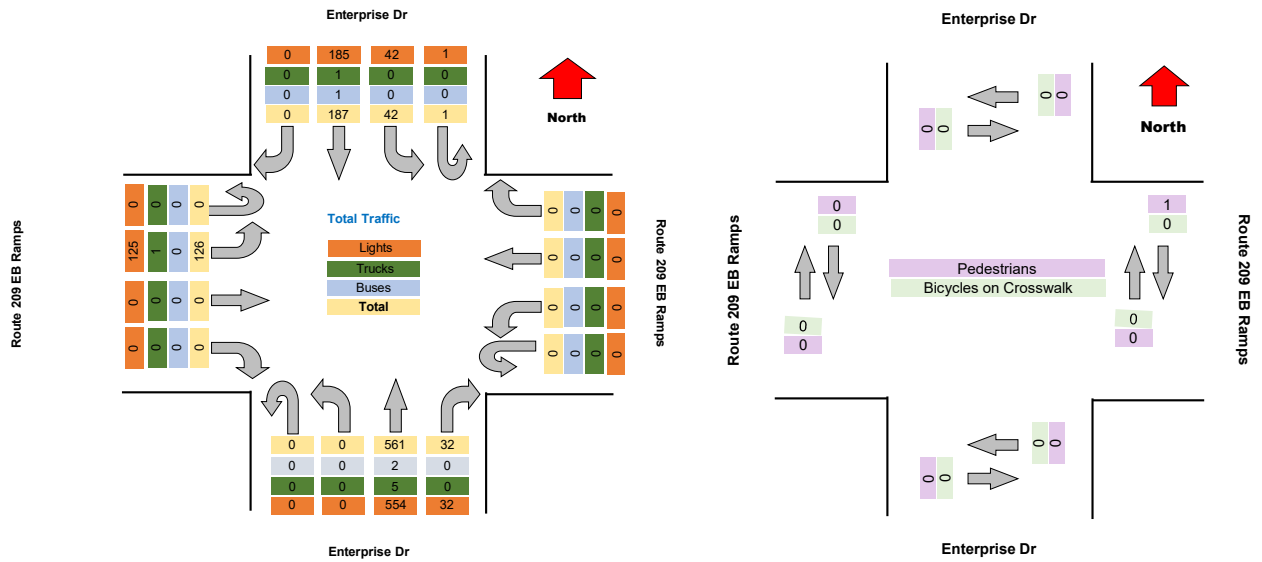 Enterprise Dr
0 185 42 1
0 1 0 0
0 1 0 0
0 187 42 1
North
Route 209 EB Ramps
0 0 0 0
125 1 0 126
0 0 0 0
0 0 0 0
Total Traffic
Lights
Trucks
Buses
Total
0 0 0 0
0 0 0 0
0 0 0 0
0 0 0 0
Route 209 EB Ramps
0 0 561 32
0 0 2 0
0 0 5 0
0 0 554 32
Enterprise Dr
Enterprise Dr
0 0
0 0
North
Route 209 EB Ramps
0
0
0
0
Pedestrians
Bicycles on Crosswalk
1
0
0
0
Route 209 EB Ramps
0 0
0 0
Enterprise Dr